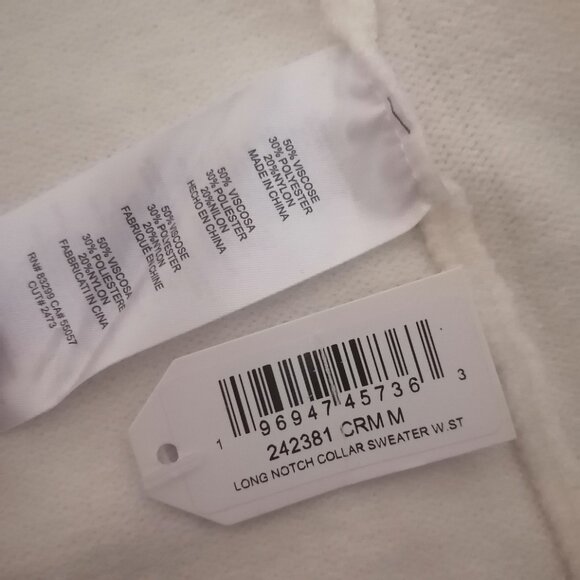 50% VISCOSE
30% POLYESTER
20%NYLON
MADE IN CHINA
50% VISCOSA
30% POLIESTER
20%NILON
HECHO EN CHINA
50% VISCOSE
30% POLYESTER
20%NYLON
FABRIQUÉ EN CHINE
50% VISCOSA
30% POLIESTERE
20%NYLON
FABBRICATI IN CINA
RN# 83299 CA# 55057
CUT# 2473
1 96947 45736 3
242381 CRM M
LONG NOTCH COLLAR SWEATER W.ST